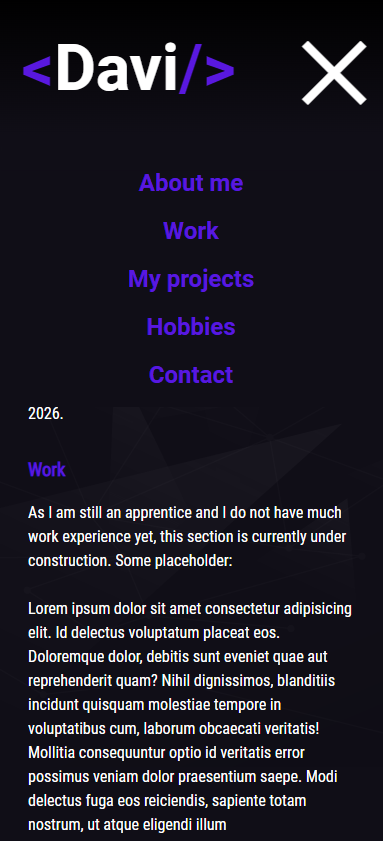 <Davi/>
About me
Work
My projects
Hobbies
Contact
2026.
Work
As I am still an apprentice and I do not have much
work experience yet, this section is currently under
construction. Some placeholder:
Lorem ipsum dolor sit amet consectetur adipisicing
elit. Id delectus voluptatum placeat eos.
Doloremque dolor, debitis sunt eveniet quae aut
reprehenderit quam? Nihil dignissimos, blanditiis
incidunt quisquam molestiae tempore in
voluptatibus cum, laborum obcaecati veritatis!
Mollitia consequuntur optio id veritatis error
possimus veniam dolor praesentium saepe. Modi
delectus fuga eos reiciendis, sapiente totam
nostrum, ut atque eligendi illum